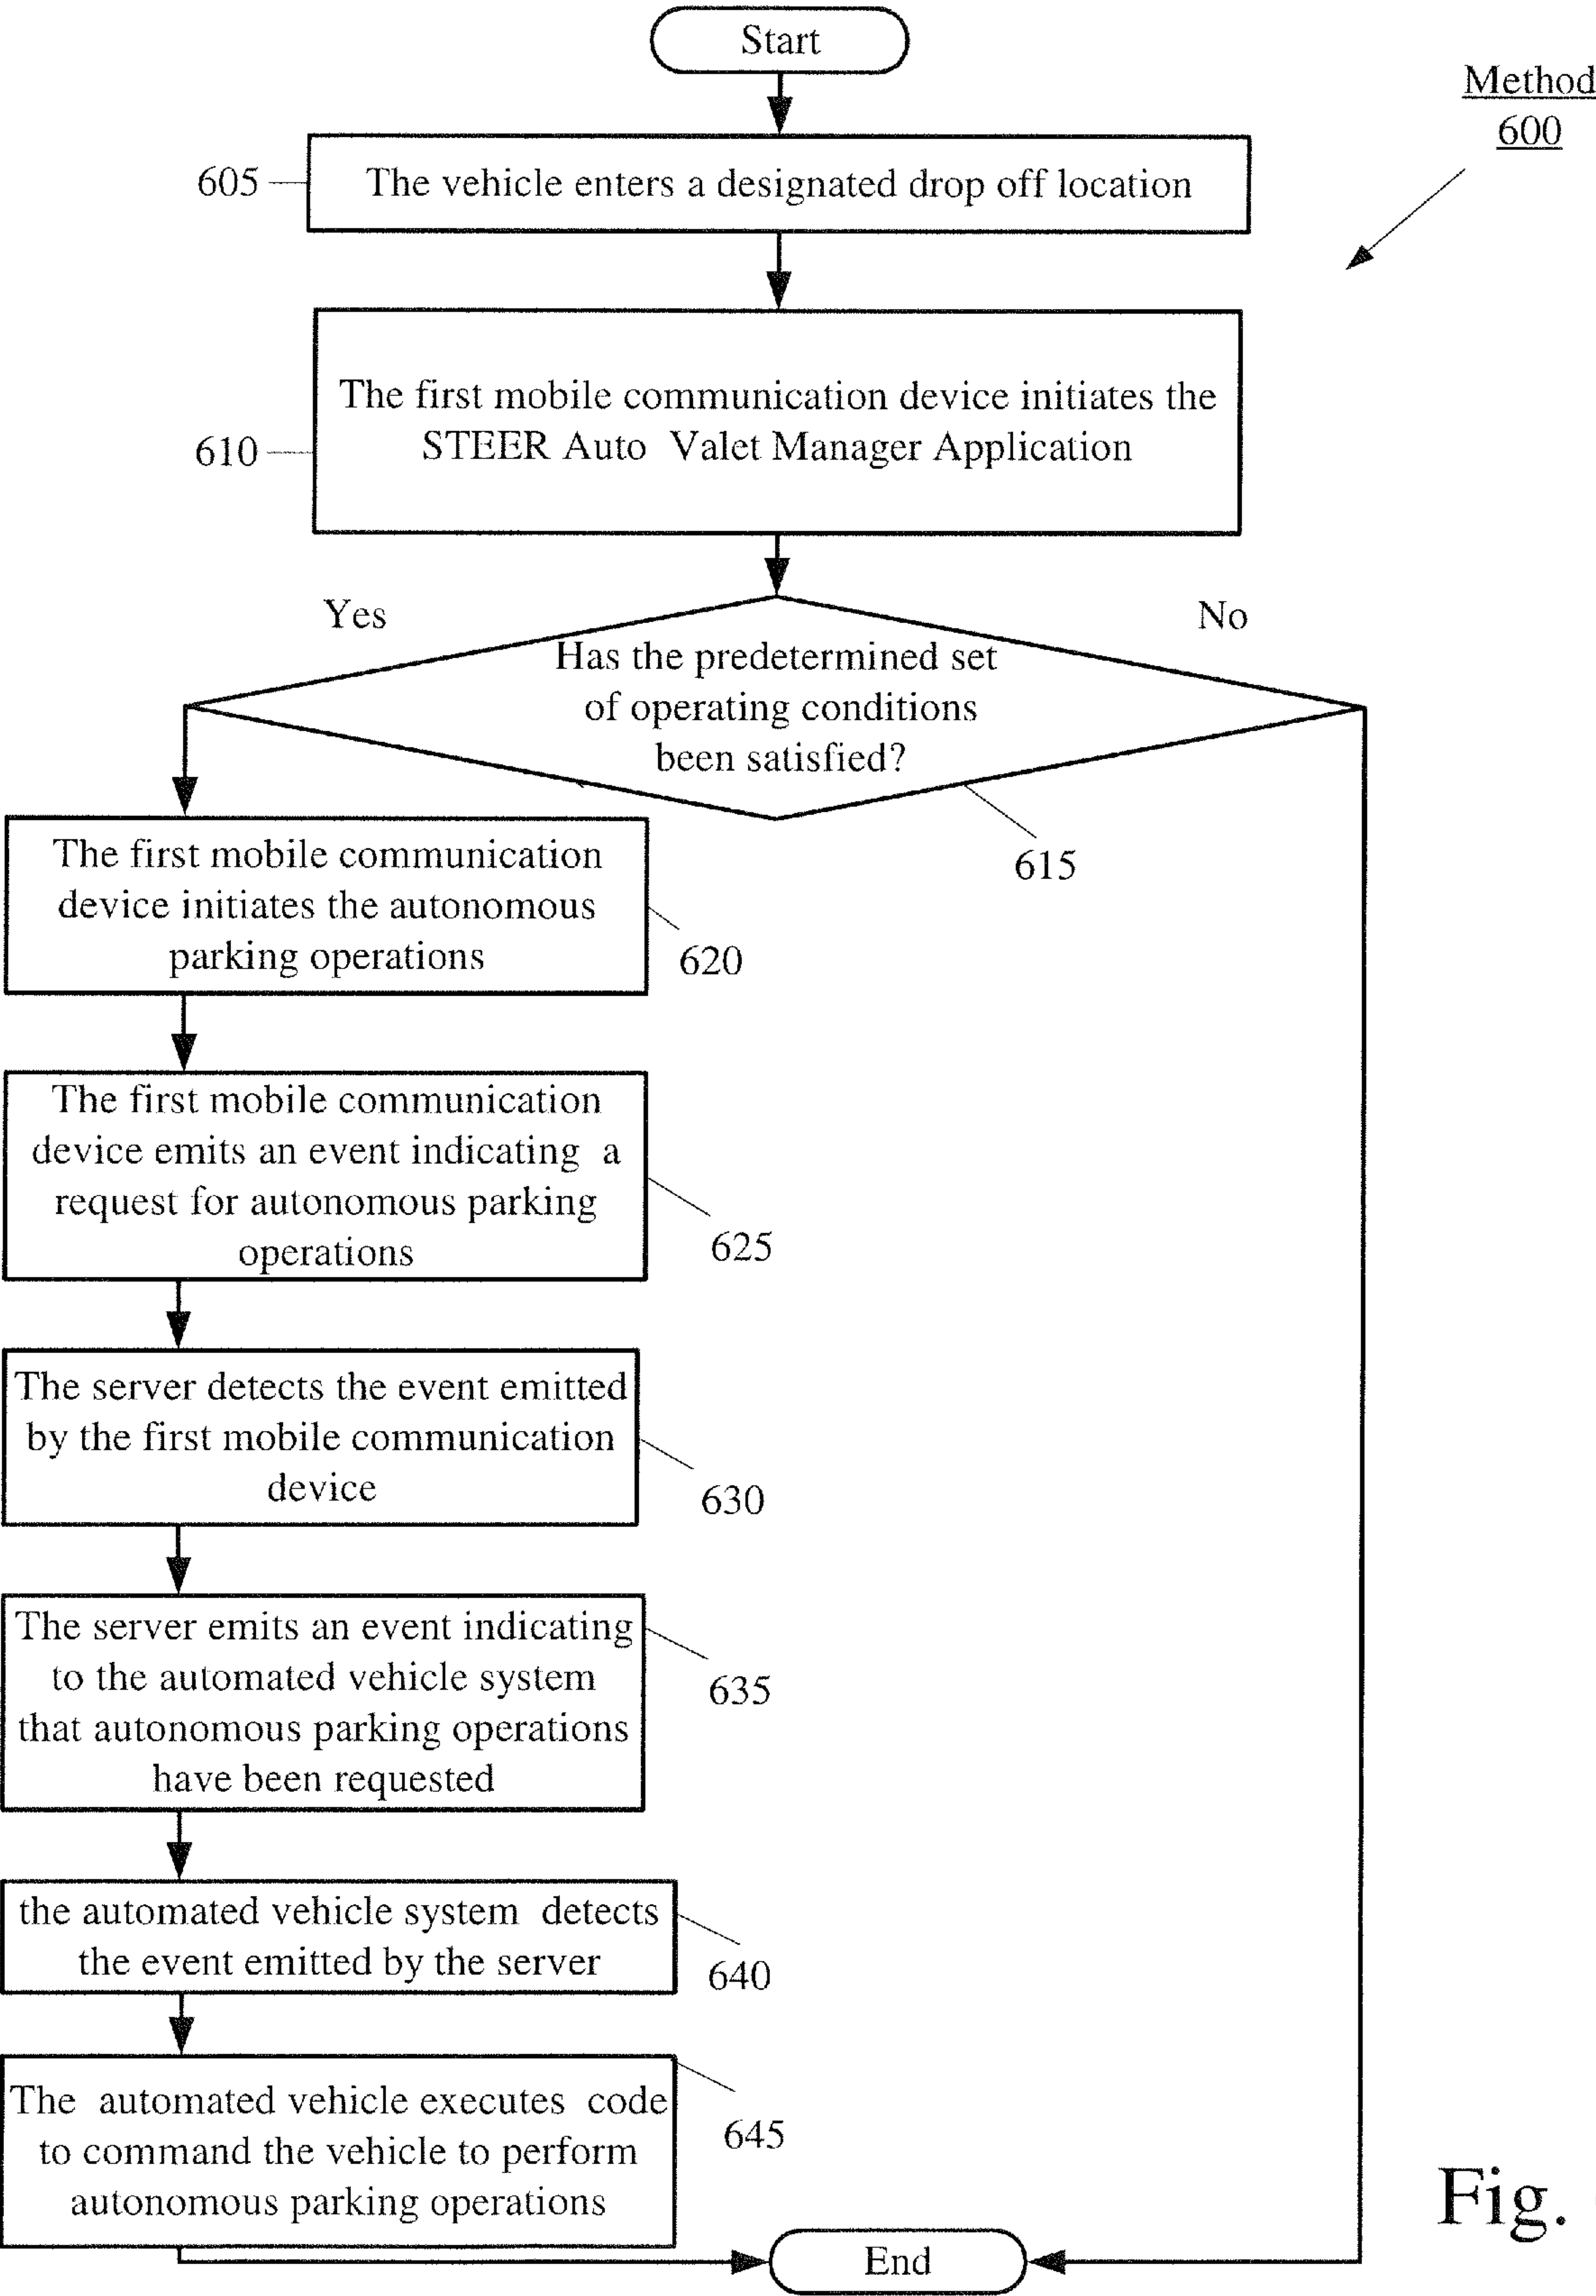 Start
Method
600
605
The vehicle enters a designated drop off location
610
The first mobile communication device initiates the
STEER Auto Valet Manager Application
Yes
No
Has the predetermined set
of operating conditions
been satisfied?
615
The first mobile communication
device initiates the autonomous
parking operations
620
The first mobile communication
device emits an event indicating a
request for autonomous parking
operations
625
The server detects the event emitted
by the first mobile communication
device
630
The server emits an event indicating
to the automated vehicle system
that autonomous parking operations
have been requested
635
the automated vehicle system detects
the event emitted by the server
640
The automated vehicle executes code
to command the vehicle to perform
autonomous parking operations
645
End
Fig.